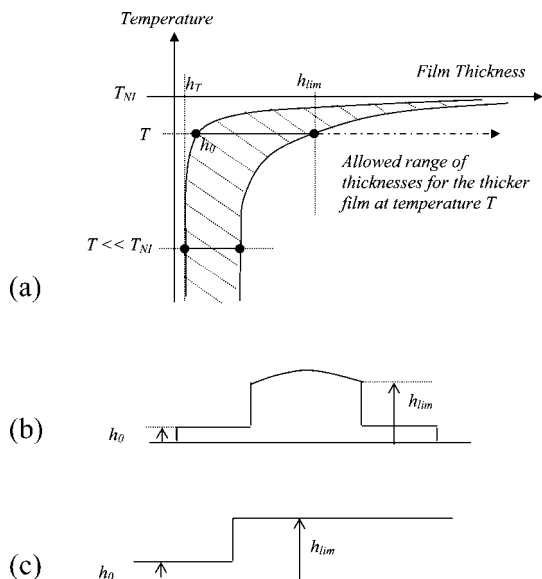 Temperature
Film Thickness
T_NI
h_T
h_lim
T
h_0
Allowed range of
thicknesses for the thicker
film at temperature T
T << T_NI
(a)
(b)
h_0
h_lim
(c)
h_0
h_lim